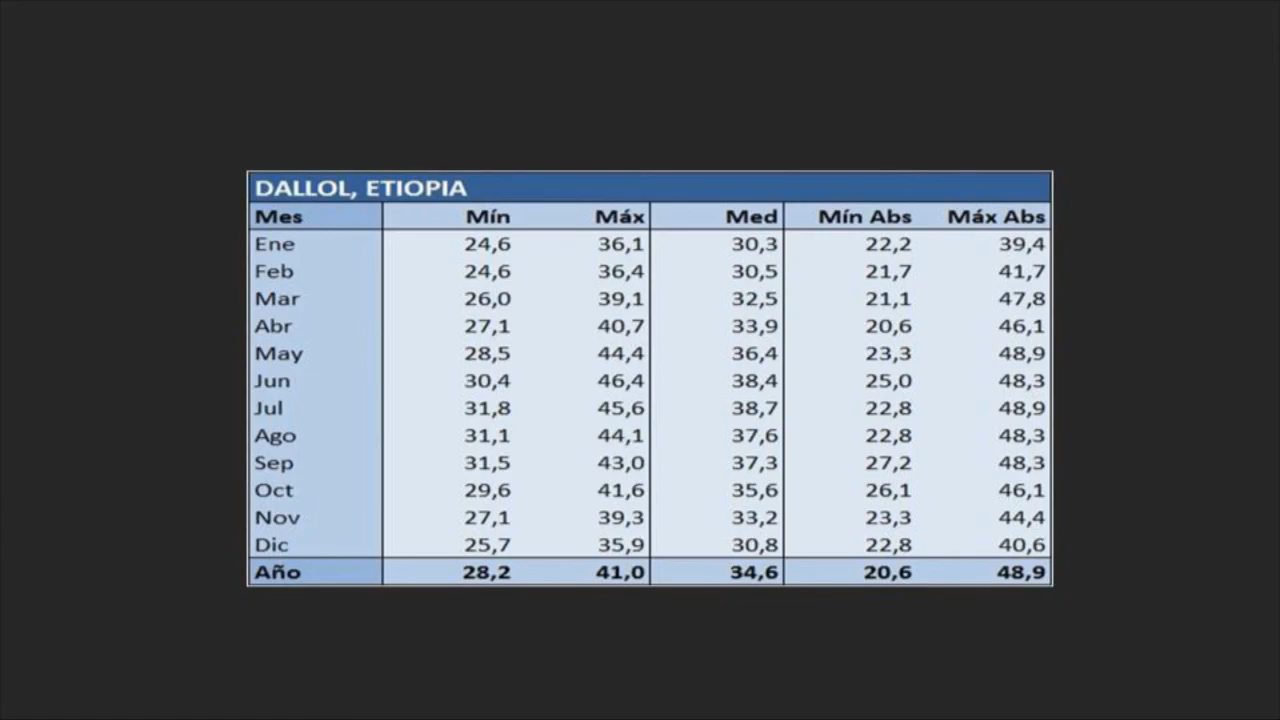 DALLOL, ETIOPIA
Mes Mín Máx Med Mín Abs Máx Abs
Ene 24,6 36,1 30,3 22,2 39,4
Feb 24,6 36,4 30,5 21,7 41,7
Mar 26,0 39,1 32,5 21,1 47,8
Abr 27,1 40,7 33,9 20,6 46,1
May 28,5 44,4 36,4 23,3 48,9
Jun 30,4 46,4 38,4 25,0 48,3
Jul 31,8 45,6 38,7 22,8 48,9
Ago 31,1 44,1 37,6 22,8 48,3
Sep 31,5 43,0 37,3 27,2 48,3
Oct 29,6 41,6 35,6 26,1 46,1
Nov 27,1 39,3 33,2 23,3 44,4
Dic 25,7 35,9 30,8 22,8 40,6
Año 28,2 41,0 34,6 20,6 48,9